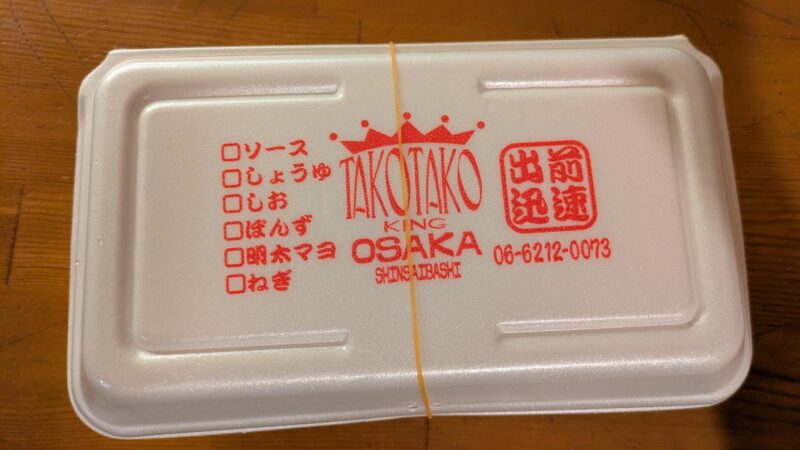 □ソース
□しょうゆ
□しお
□ぽんず
□明太マヨ
□ねぎ
TAKOTAKO
KING
OSAKA
SHINSAIBASHI
出前
迅速
06-6212-0073